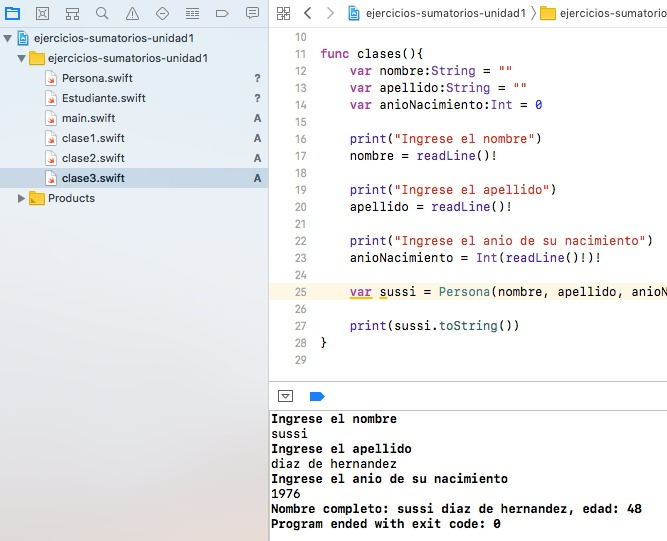 ejercicios-sumatorios-unidad1
ejercicios-sumatorios-unidad1
Persona.swift ?
Estudiante.swift ?
main.swift A
clase1.swift A
clase2.swift A
clase3.swift A
Products
ejercicios-sumatorios-unidad1 ejercicios-sumatorio
10
11 func clases(){
12 var nombre:String = ""
13 var apellido:String = ""
14 var anioNacimiento:Int = 0
15
16 print("Ingrese el nombre")
17 nombre = readLine()!
18
19 print("Ingrese el apellido")
20 apellido = readLine()!
21
22 print("Ingrese el anio de su nacimiento")
23 anioNacimiento = Int(readLine()!)!
24
25 var sussi = Persona(nombre, apellido, anioN
26
27 print(sussi.toString())
28 }
29
Ingrese el nombre
sussi
Ingrese el apellido
diaz de hernandez
Ingrese el anio de su nacimiento
1976
Nombre completo: sussi diaz de hernandez, edad: 48
Program ended with exit code: 0